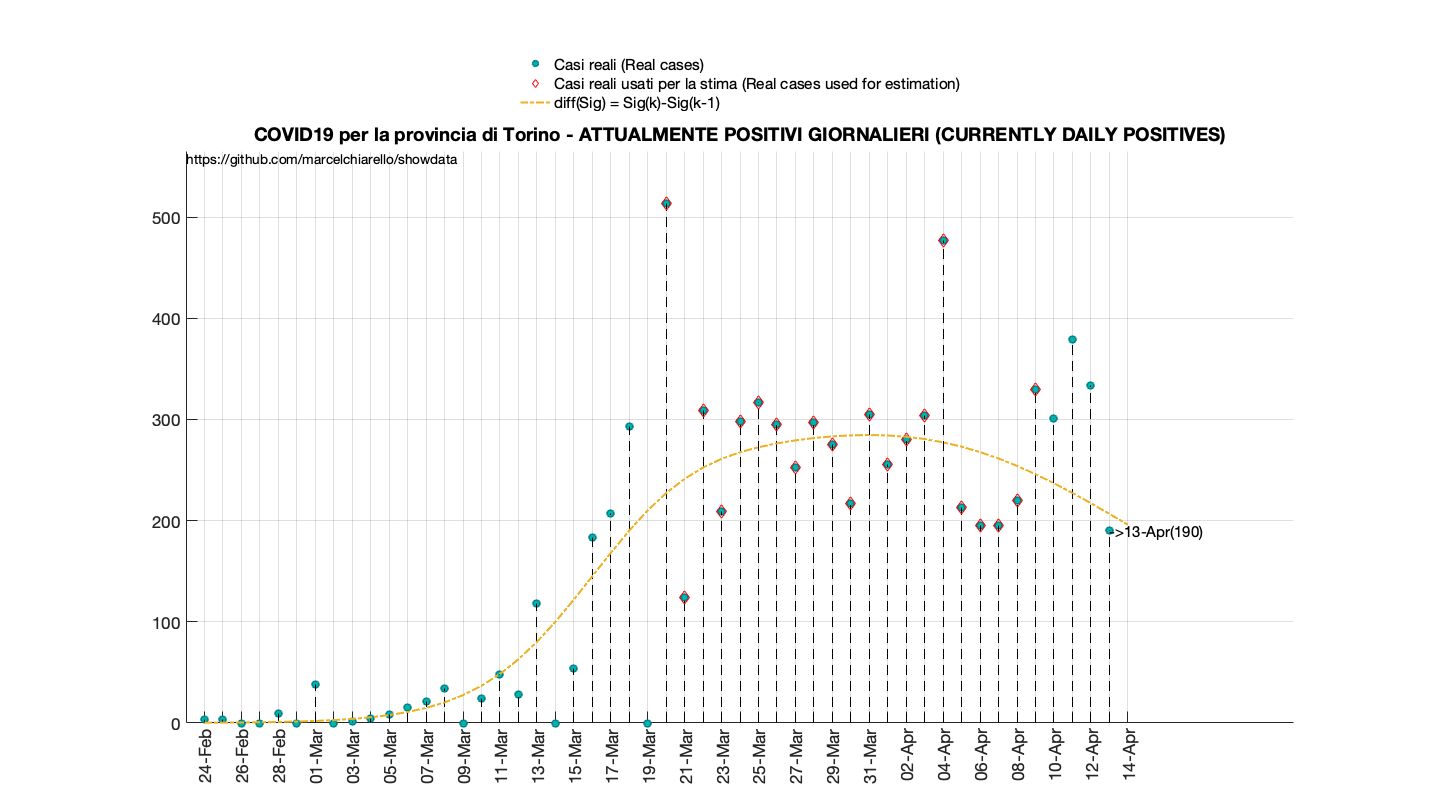 Casi reali (Real cases)
Casi reali usati per la stima (Real cases used for estimation)
diff(Sig) = Sig(k)-Sig(k-1)
COVID19 per la provincia di Torino - ATTUALMENTE POSITIVI GIORNALIERI (CURRENTLY DAILY POSITIVES)
https://github.com/marcelchiarello/showdata
500
400
300
200
100
0
->13-Apr(190)
24-Feb
26-Feb
28-Feb
01-Mar
03-Mar
05-Mar
07-Mar
09-Mar
11-Mar
13-Mar
15-Mar
17-Mar
19-Mar
21-Mar
23-Mar
25-Mar
27-Mar
29-Mar
31-Mar
02-Apr
04-Apr
06-Apr
08-Apr
10-Apr
12-Apr
14-Apr